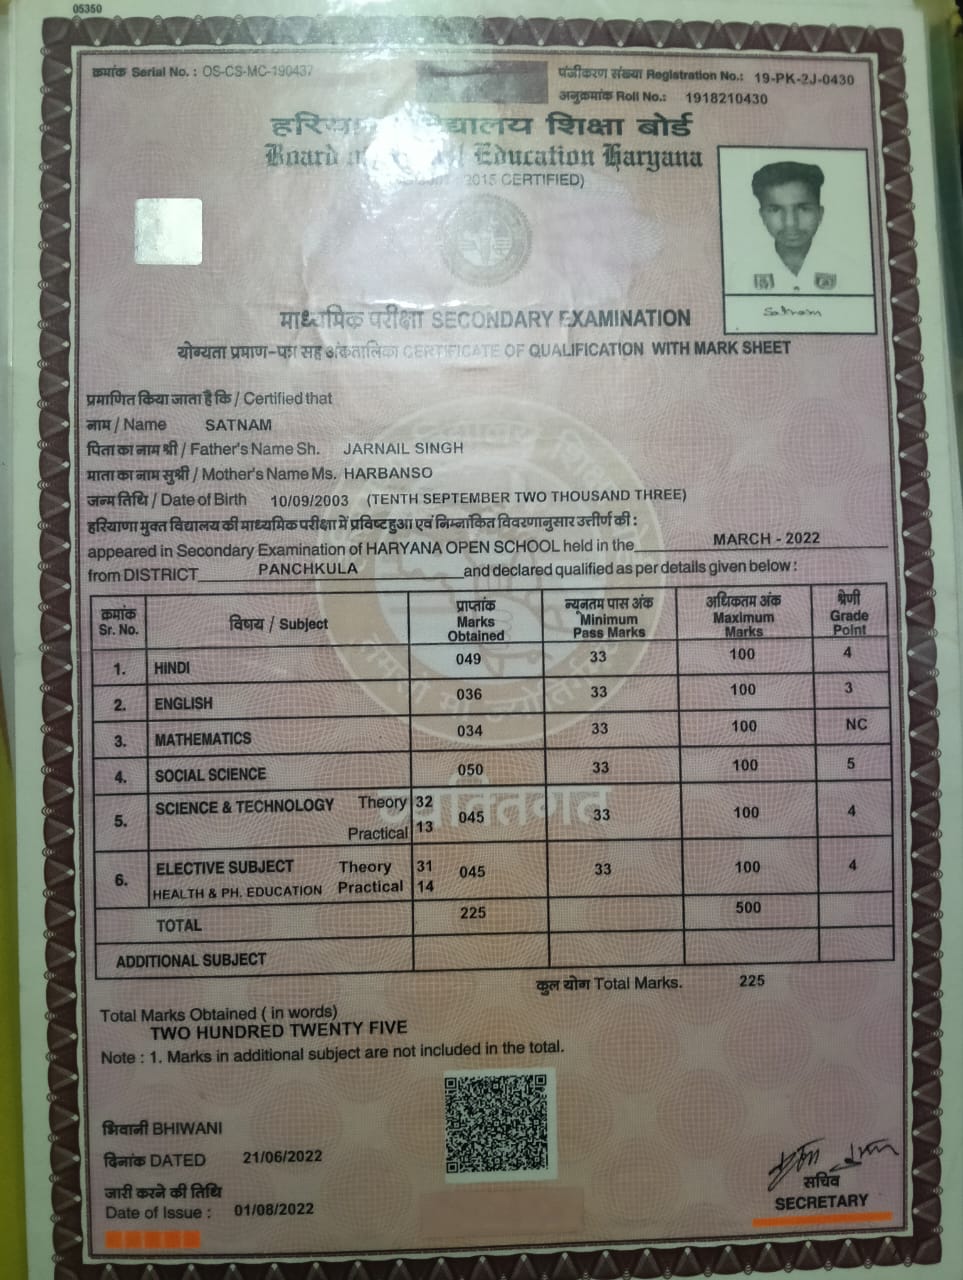 05350
क्रमांक Serial No. : OS-CS-MC-190437
पंजीकरण संख्या Registration No.: 19-PK-2J-0430
अनुक्रमांक Roll No.: 1918210430
विद्यालय शिक्षा बोर्ड
Board Education Haryana
2015 CERTIFIED)
Satnam
माध्यमिक परीक्षा SECONDARY EXAMINATION
योग्यता प्रमाण-पत्र सह अंकतालिका CERTIFICATE OF QUALIFICATION WITH MARK SHEET
प्रमाणित किया जाता है कि / Certified that
नाम / Name SATNAM
पिता का नाम श्री / Father's Name Sh. JARNAIL SINGH
माता का नाम सुश्री / Mother's Name Ms. HARBANSO
जन्म तिथि / Date of Birth 10/09/2003 (TENTH SEPTEMBER TWO THOUSAND THREE)
हरियाणा मुक्त विद्यालय की माध्यमिक परीक्षा में प्रविष्ट हुआ एवं निम्नांकित विवरणानुसार उत्तीर्ण की :
appeared in Secondary Examination of HARYANA OPEN SCHOOL held in the MARCH - 2022
from DISTRICT PANCHKULA and declared qualified as per details given below :
क्रमांक Sr. No. विषय / Subject प्राप्तांक Marks Obtained न्यूनतम पास अंक Minimum Pass Marks अधिकतम अंक Maximum Marks श्रेणी Grade Point
1. HINDI 049 33 100 4
2. ENGLISH 036 33 100 3
3. MATHEMATICS 034 33 100 NC
4. SOCIAL SCIENCE 050 33 100 5
5. SCIENCE & TECHNOLOGY Theory 32 045 33 100 4
Practical 13
6. ELECTIVE SUBJECT Theory 31 045 33 100 4
HEALTH & PH. EDUCATION Practical 14
TOTAL 225 500
ADDITIONAL SUBJECT
कुल योग Total Marks. 225
Total Marks Obtained ( in words)
TWO HUNDRED TWENTY FIVE
Note : 1. Marks in additional subject are not included in the total.
भिवानी BHIWANI
दिनांक DATED 21/06/2022
जारी करने की तिथि
Date of Issue : 01/08/2022
सचिव
SECRETARY